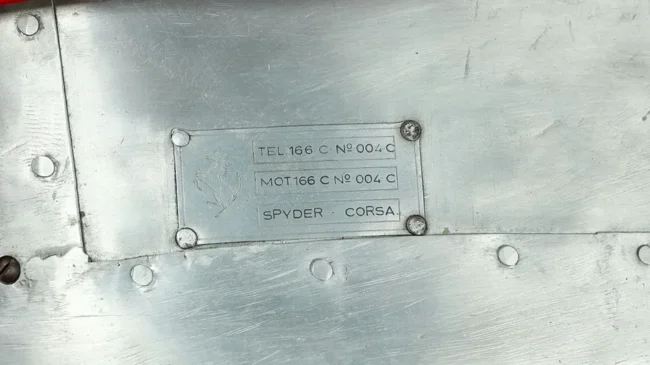 TEL 166 C Nº 004 C
MOT 166 C Nº 004 C
SPYDER - CORSA